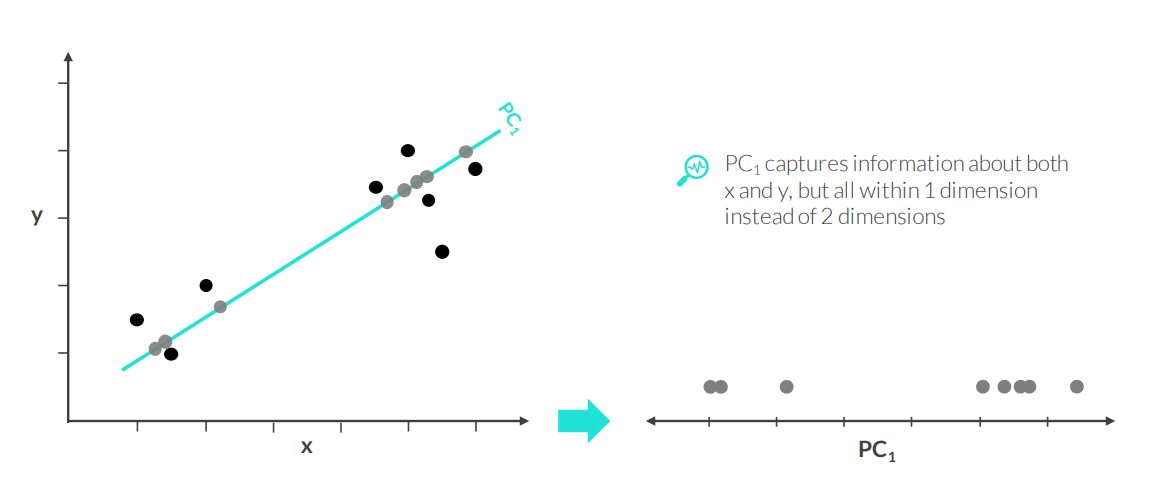 PC₁
y
x
PC₁ captures information about both
x and y, but all within 1 dimension
instead of 2 dimensions
PC₁